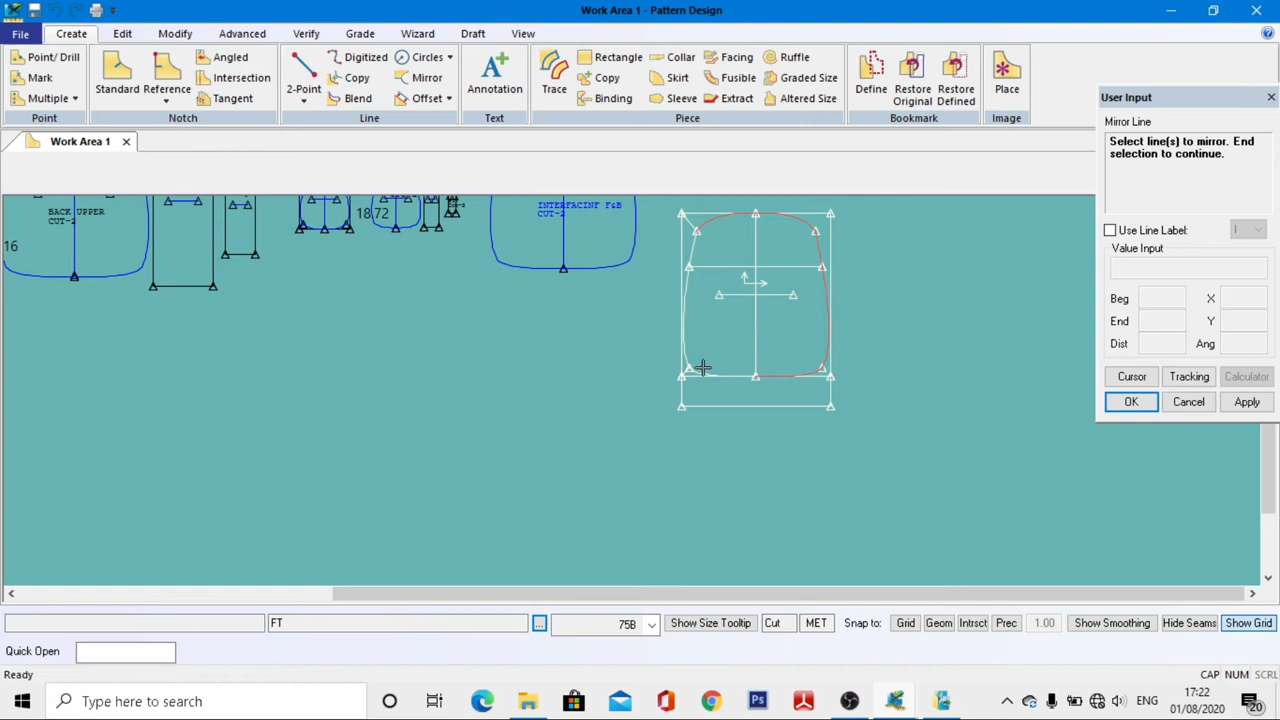 Work Area 1 - Pattern Design
File Create Edit Modify Advanced Verify Grade Wizard Draft View
Point/ Drill Angled Digitized Circles Rectangle Collar Facing Ruffle
Mark Intersection Copy Mirror Copy Skirt Fusible Graded Size
Multiple Tangent Blend Offset Binding Sleeve Extract Altered Size
Standard Reference 2-Point Annotation Trace Define Restore Original Restore Defined Place
Point Notch Line Text Piece Bookmark Image
Work Area 1
User Input
Mirror Line
Select line(s) to mirror. End
selection to continue.
Use Line Label: I
Value Input
Beg X
End Y
Dist Ang
Cursor Tracking Calculator
OK Cancel Apply
BACK UPPER
CUT-2
16
18.72
INTERFACINF F&B
CUT-2
FT ... 75B Show Size Tooltip Cut MET Snap to: Grid Geom Intrsct Prec 1.00 Show Smoothing Hide Seams Show Grid
Quick Open
Ready CAP NUM SCRL
Type here to search
ENG
17:22
01/08/2020
20